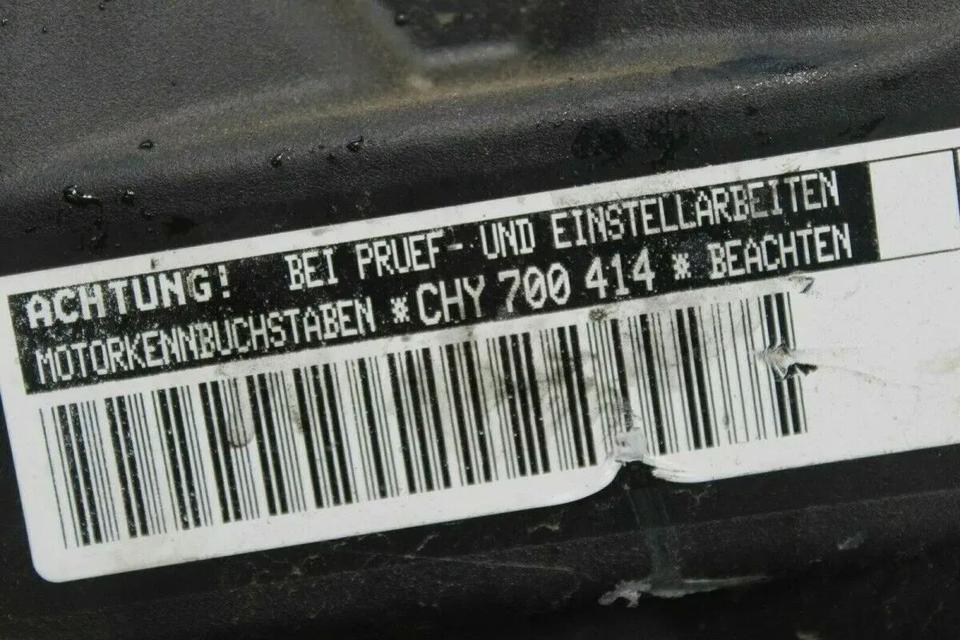 ACHTUNG! BEI PRUEF- UND EINSTELLARBEITEN
MOTORKENNBUCHSTABEN *CHY 700 414 * BEACHTEN